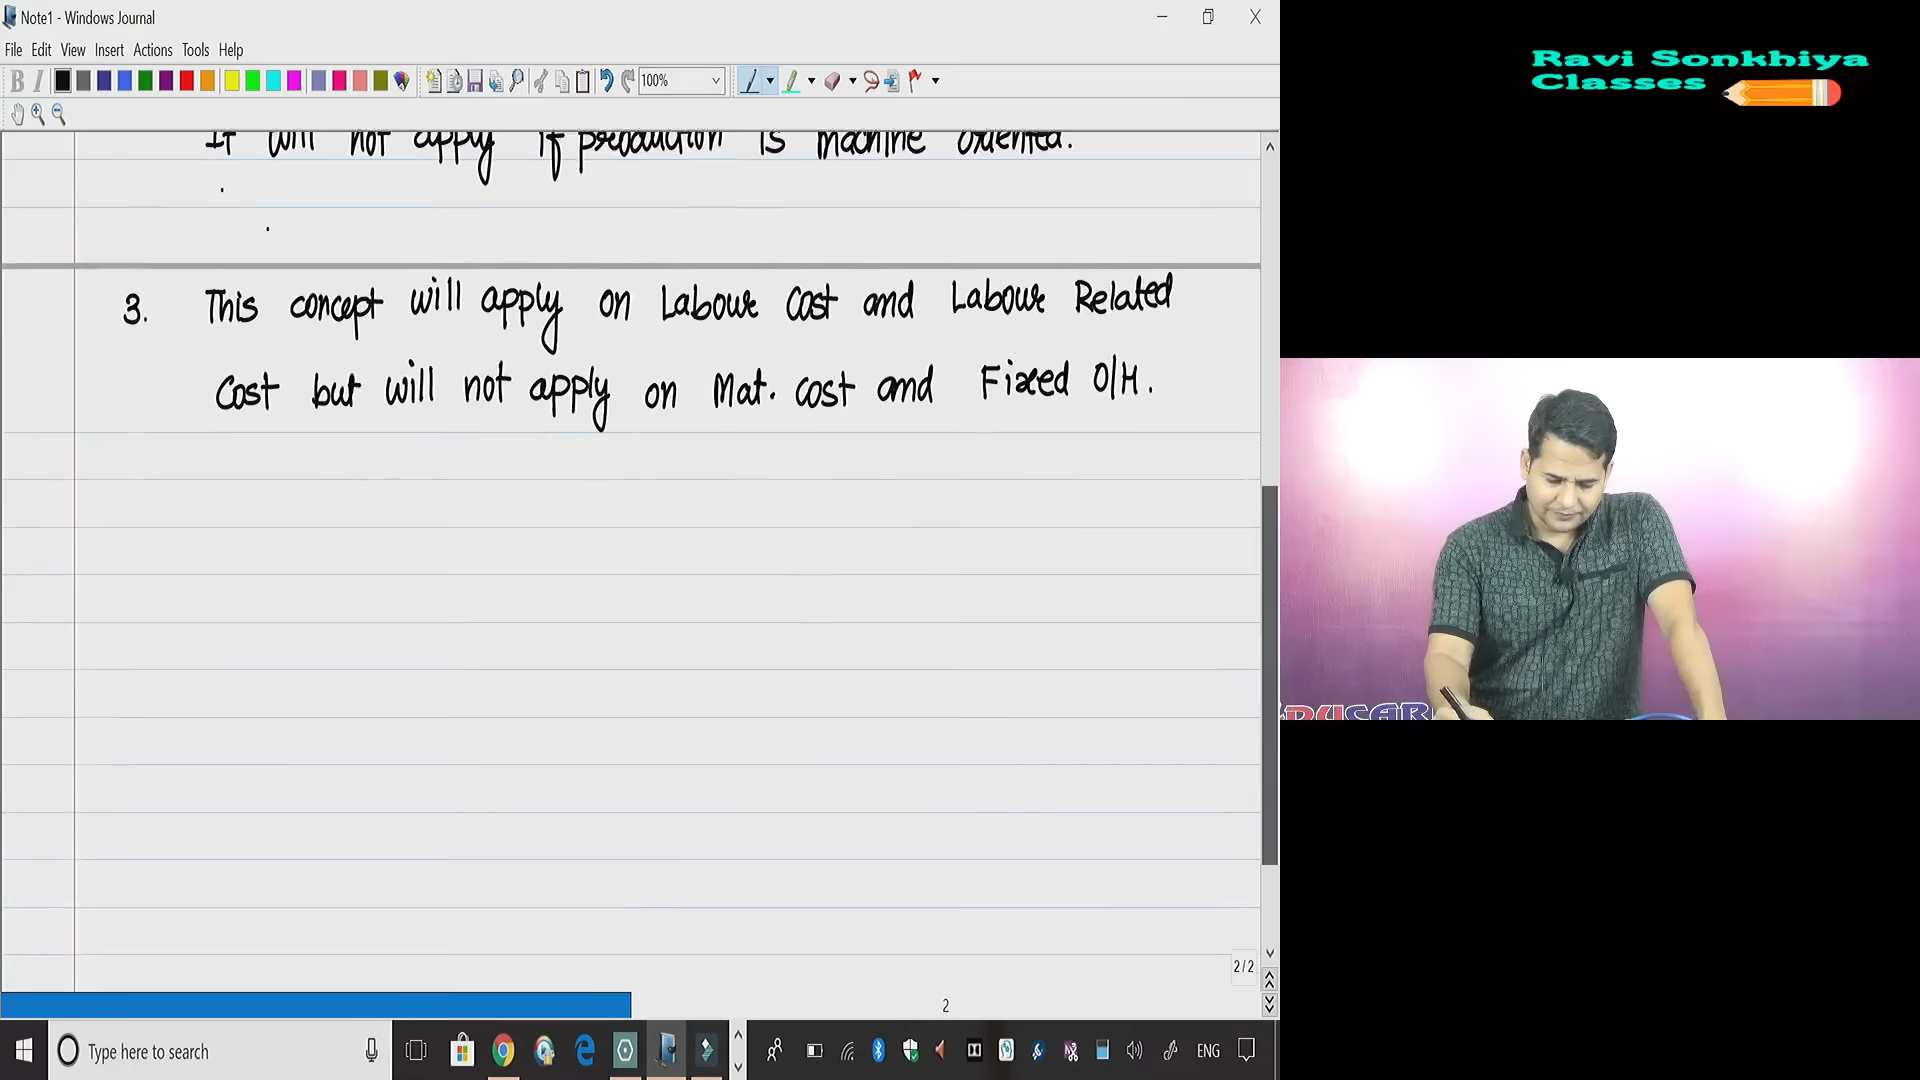 Note1 - Windows Journal
File Edit View Insert Actions Tools Help
B I 100%
Ravi Sonkhiya
Classes
It will not apply if production is machine oriented.
3. This concept will apply on Labour Cost and Labour Related
Cost but will not apply on Mat. cost and Fixed O/H.
2/2
2
Type here to search
ENG